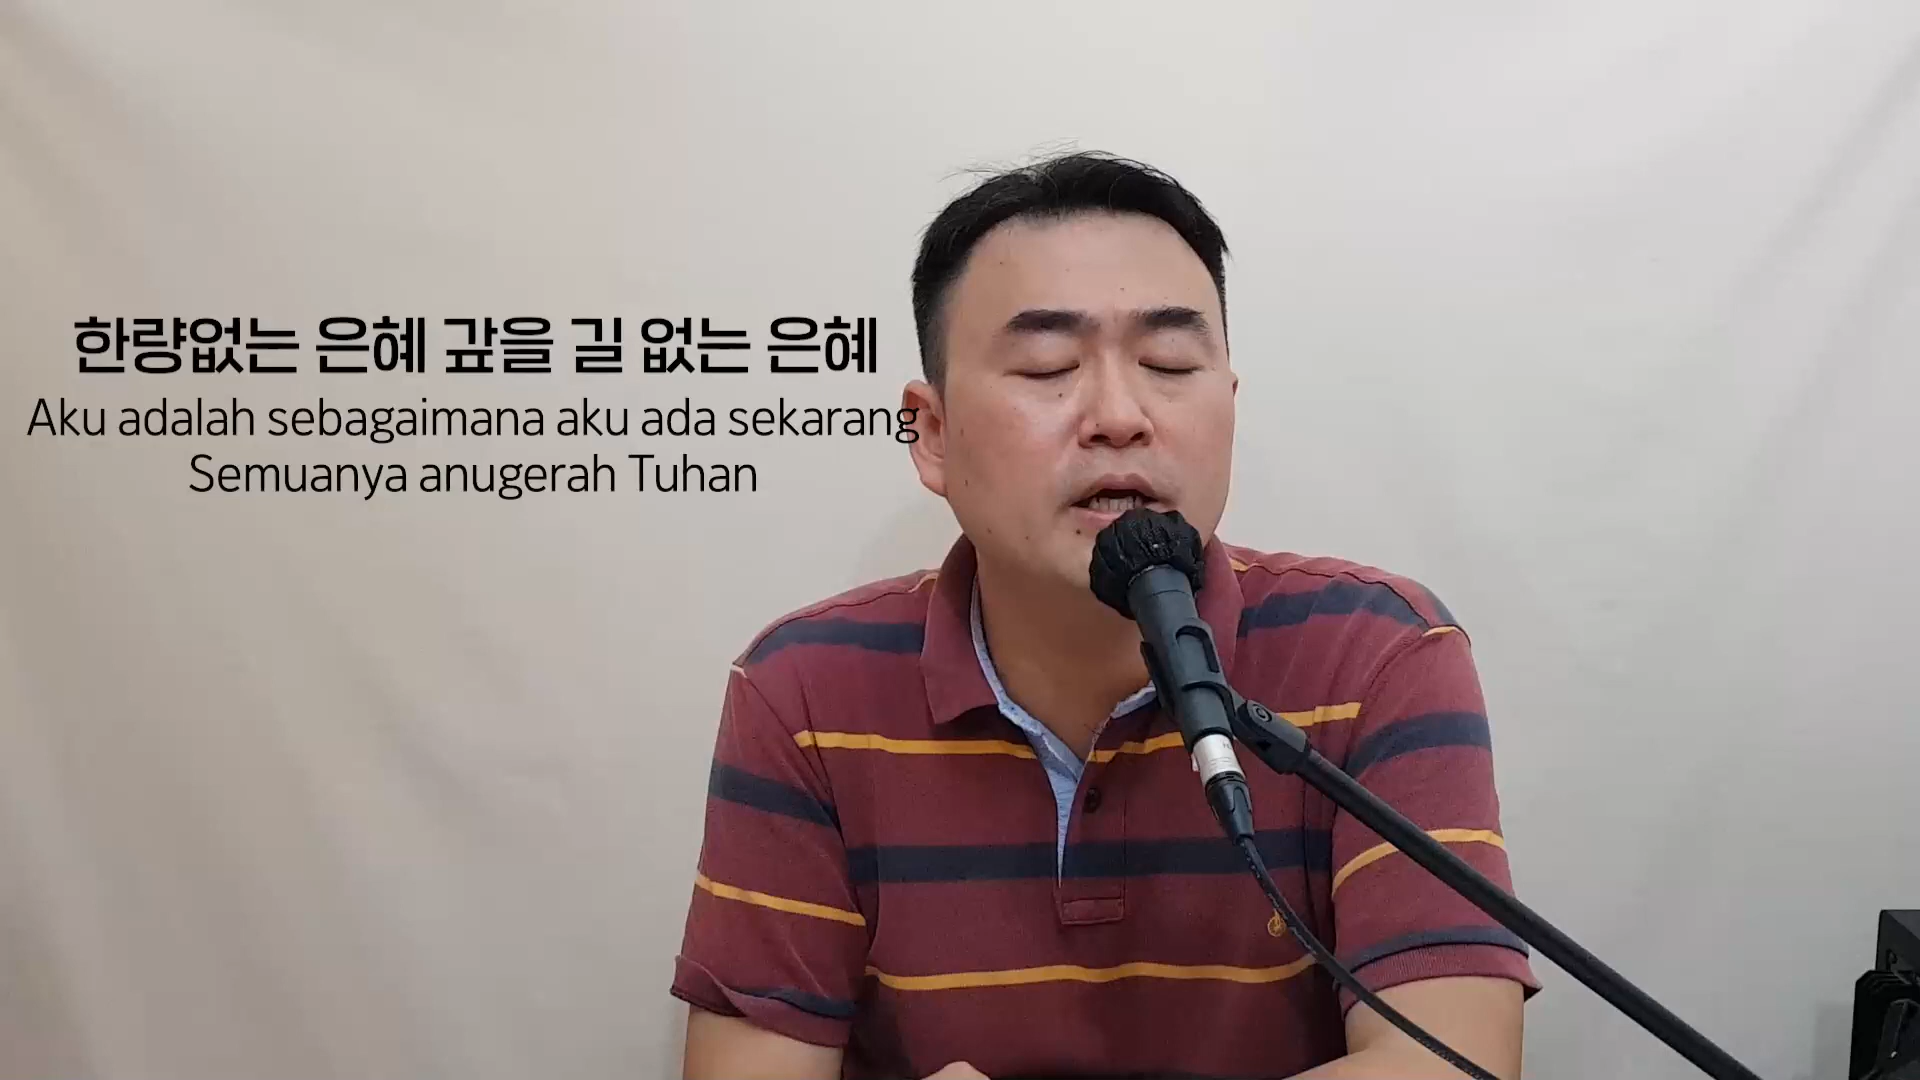 한량없는 은혜 갚을 길 없는 은혜
Aku adalah sebagaimana aku ada sekarang
Semuanya anugerah Tuhan